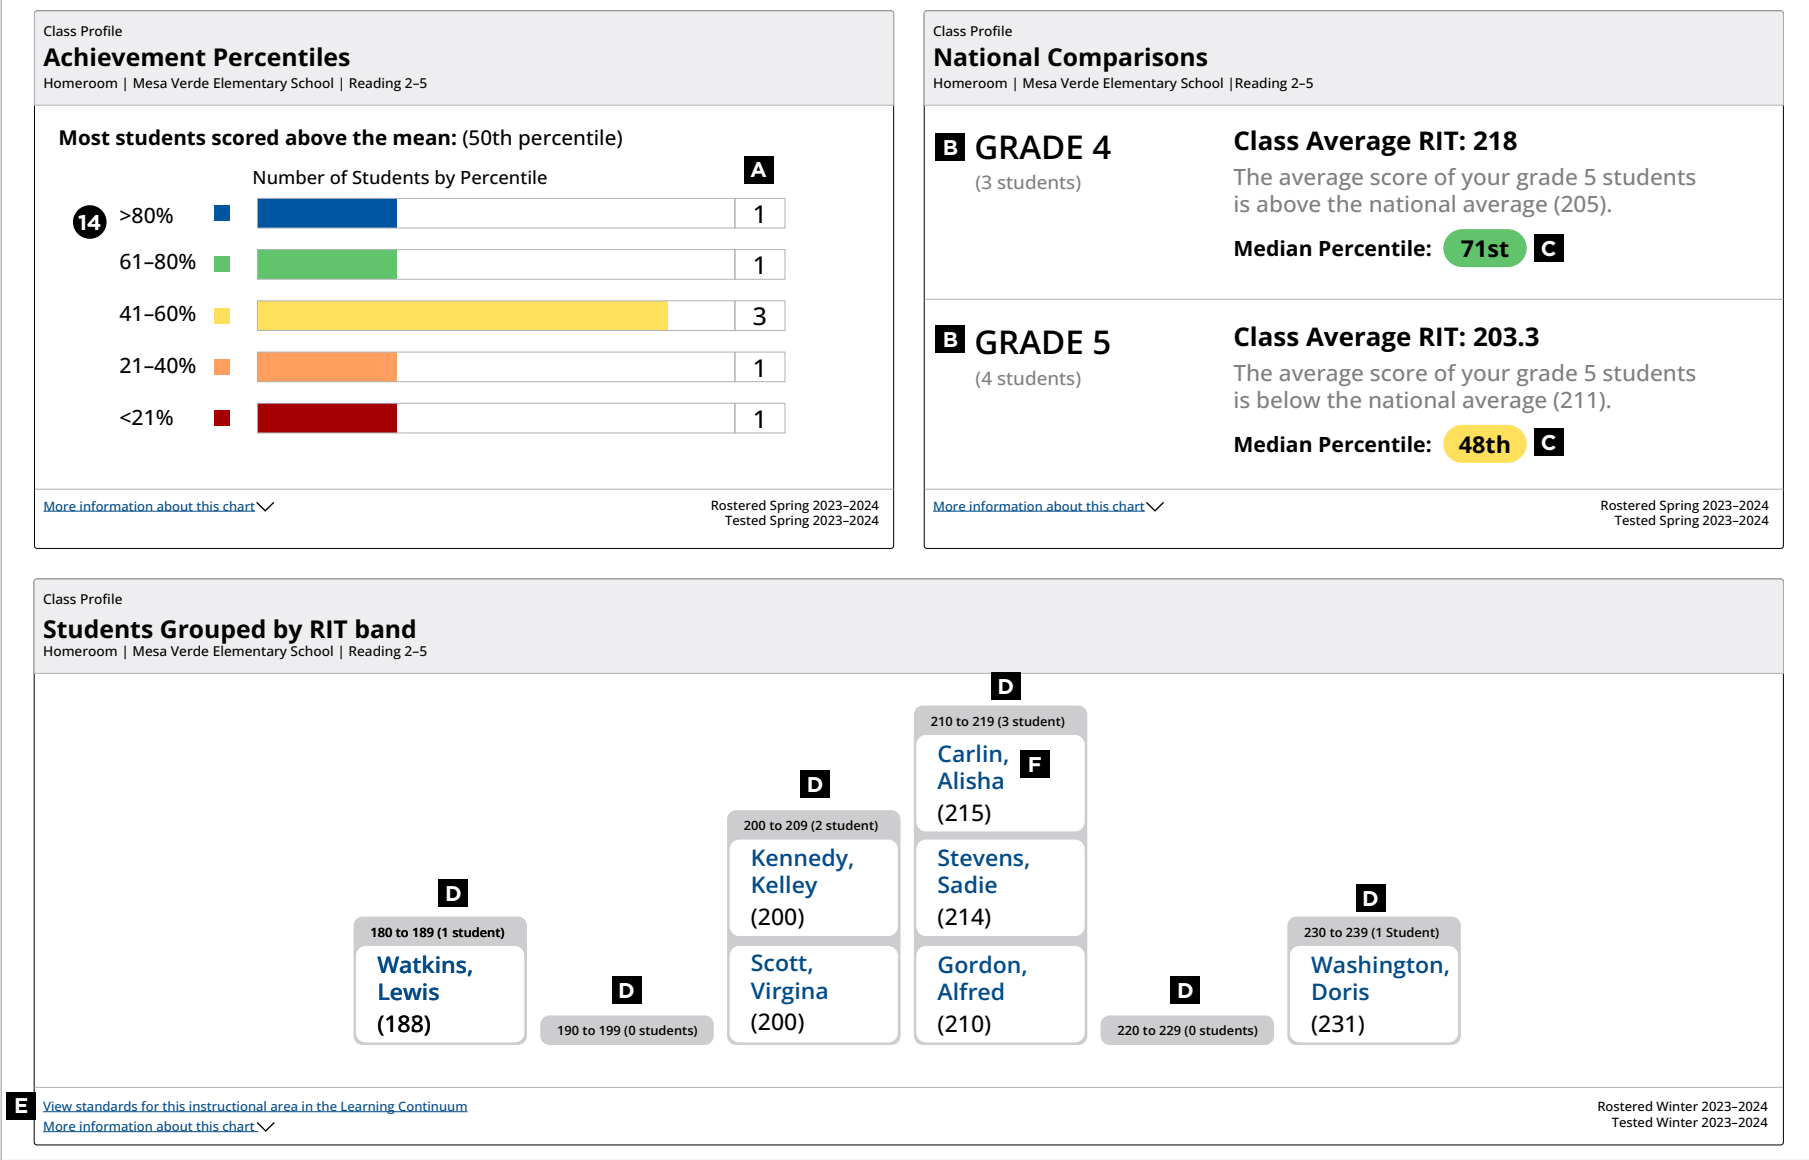 Class Profile
Achievement Percentiles
Homeroom | Mesa Verde Elementary School | Reading 2–5
Most students scored above the mean: (50th percentile)
Number of Students by Percentile
A
14
>80%
1
61–80%
1
41–60%
3
21–40%
1
<21%
1
More information about this chart
Rostered Spring 2023–2024
Tested Spring 2023–2024
Class Profile
National Comparisons
Homeroom | Mesa Verde Elementary School |Reading 2–5
B GRADE 4
(3 students)
Class Average RIT: 218
The average score of your grade 5 students
is above the national average (205).
Median Percentile: 71st C
B GRADE 5
(4 students)
Class Average RIT: 203.3
The average score of your grade 5 students
is below the national average (211).
Median Percentile: 48th C
More information about this chart
Rostered Spring 2023–2024
Tested Spring 2023–2024
Class Profile
Students Grouped by RIT band
Homeroom | Mesa Verde Elementary School | Reading 2–5
D
180 to 189 (1 student)
Watkins,
Lewis
(188)
D
190 to 199 (0 students)
D
200 to 209 (2 student)
Kennedy,
Kelley
(200)
Scott,
Virgina
(200)
D
210 to 219 (3 student)
Carlin,
Alisha
F
(215)
Stevens,
Sadie
(214)
Gordon,
Alfred
(210)
D
220 to 229 (0 students)
D
230 to 239 (1 Student)
Washington,
Doris
(231)
E View standards for this instructional area in the Learning Continuum
More information about this chart
Rostered Winter 2023–2024
Tested Winter 2023–2024